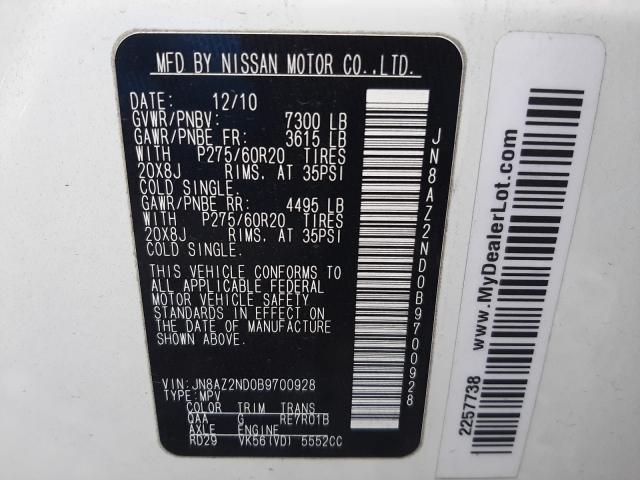 MFD BY NISSAN MOTOR CO.,LTD.
DATE: 12/10
GVWR/PNBV: 7300 LB
GAWR/PNBE FR: 3615 LB
WITH P275/60R20 TIRES
20X8J RIMS. AT 35PSI
COLD SINGLE.
GAWR/PNBE RR: 4495 LB
WITH P275/60R20 TIRES
20X8J RIMS. AT 35PSI
COLD SINGLE.
THIS VEHICLE CONFORMS TO
ALL APPLICABLE FEDERAL
MOTOR VEHICLE SAFETY
STANDARDS IN EFFECT ON
THE DATE OF MANUFACTURE
SHOWN ABOVE.
VIN: JN8AZ2ND0B9700928
TYPE: MPV
COLOR TRIM TRANS
QAA G RE7R01B
AXLE ENGINE
RD29 VK56(VD) 5552CC
JN8AZ2ND0B9700928
www.MyDealerLot.com
2257738